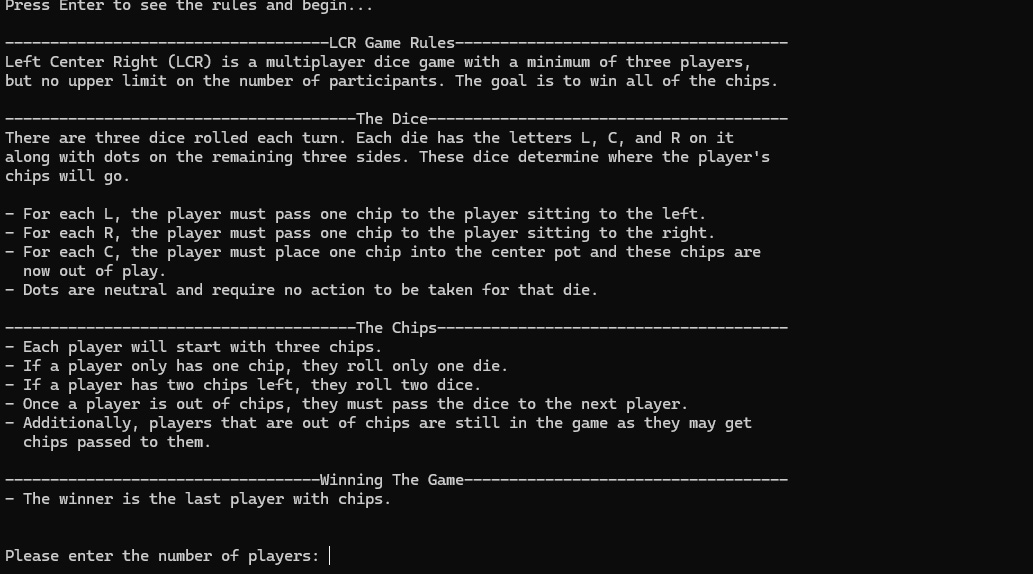 Press Enter to see the rules and begin...
------------------------------------LCR Game Rules-------------------------------------
Left Center Right (LCR) is a multiplayer dice game with a minimum of three players,
but no upper limit on the number of participants. The goal is to win all of the chips.
---------------------------------------The Dice----------------------------------------
There are three dice rolled each turn. Each die has the letters L, C, and R on it
along with dots on the remaining three sides. These dice determine where the player's
chips will go.
- For each L, the player must pass one chip to the player sitting to the left.
- For each R, the player must pass one chip to the player sitting to the right.
- For each C, the player must place one chip into the center pot and these chips are
now out of play.
- Dots are neutral and require no action to be taken for that die.
---------------------------------------The Chips---------------------------------------
- Each player will start with three chips.
- If a player only has one chip, they roll only one die.
- If a player has two chips left, they roll two dice.
- Once a player is out of chips, they must pass the dice to the next player.
- Additionally, players that are out of chips are still in the game as they may get
chips passed to them.
-----------------------------------Winning The Game------------------------------------
- The winner is the last player with chips.
Please enter the number of players: